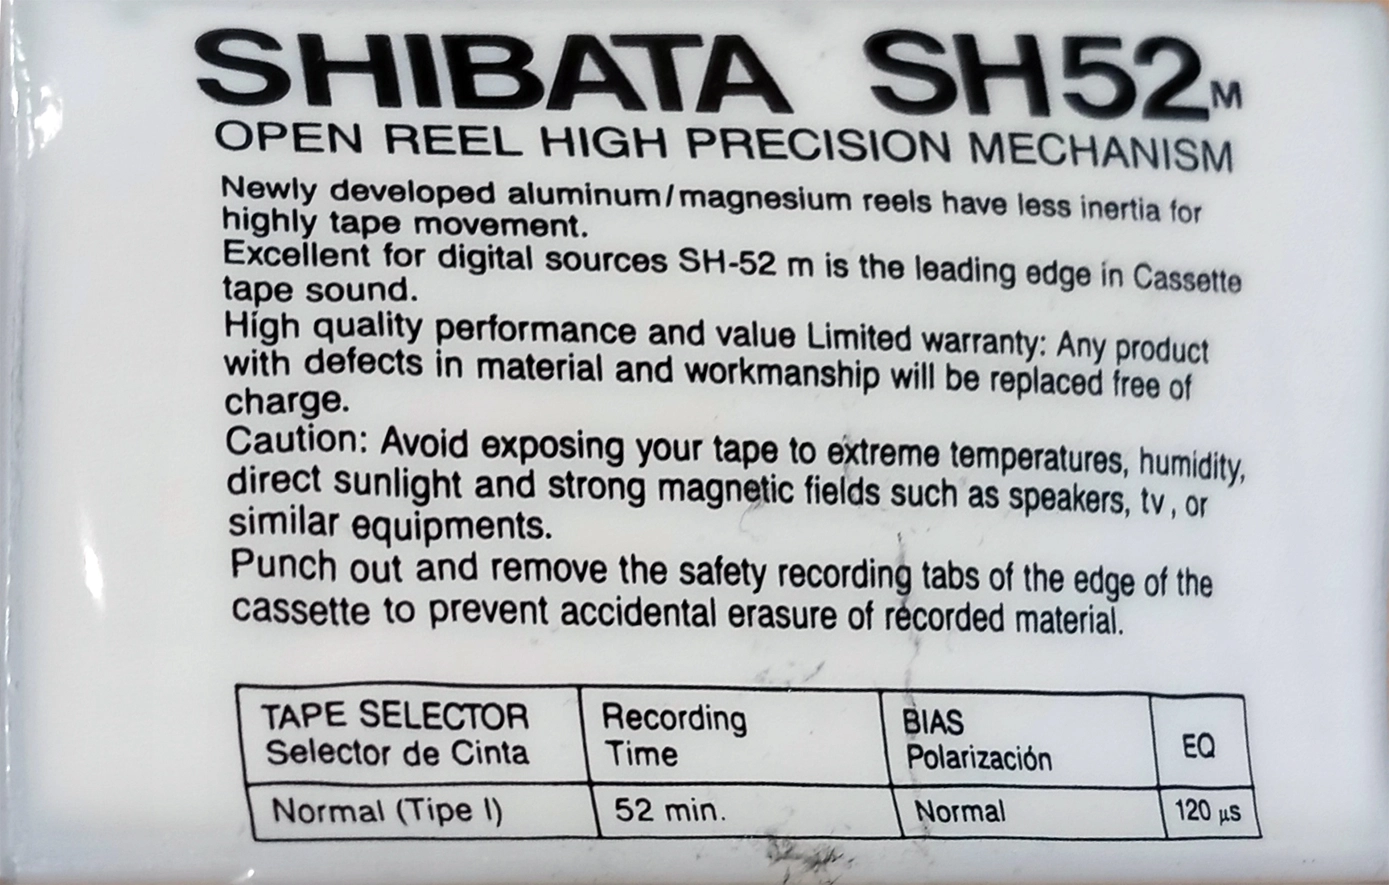 SHIBATA SH52M
OPEN REEL HIGH PRECISION MECHANISM
Newly developed aluminum/magnesium reels have less inertia for
highly tape movement.
Excellent for digital sources SH-52 m is the leading edge in Cassette
tape sound.
High quality performance and value Limited warranty: Any product
with defects in material and workmanship will be replaced free of
charge.
Caution: Avoid exposing your tape to extreme temperatures, humidity,
direct sunlight and strong magnetic fields such as speakers, tv, or
similar equipments.
Punch out and remove the safety recording tabs of the edge of the
cassette to prevent accidental erasure of recorded material.
TAPE SELECTOR
Selector de Cinta
Recording
Time
BIAS
Polarización
EQ
Normal (Tipe I)
52 min.
Normal
120 µs